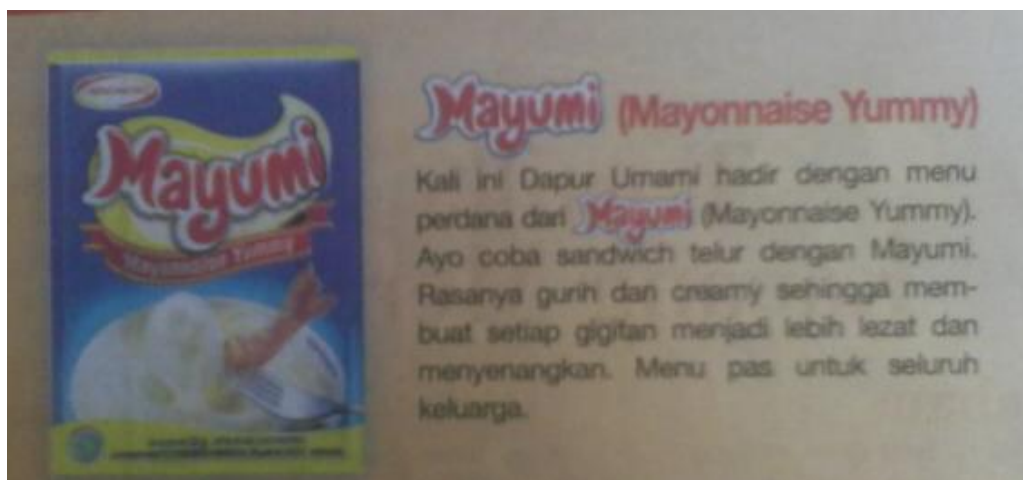 Mayumi
Mayonnaise Yummy
Mayumi (Mayonnaise Yummy)
Kali ini Dapur Umami hadir dengan menu
perdana dari Mayumi (Mayonnaise Yummy).
Ayo coba sandwich telur dengan Mayumi.
Rasanya gurih dan creamy sehingga mem-
buat setiap gigitan menjadi lebih lezat dan
menyenangkan. Menu pas untuk seluruh
keluarga.